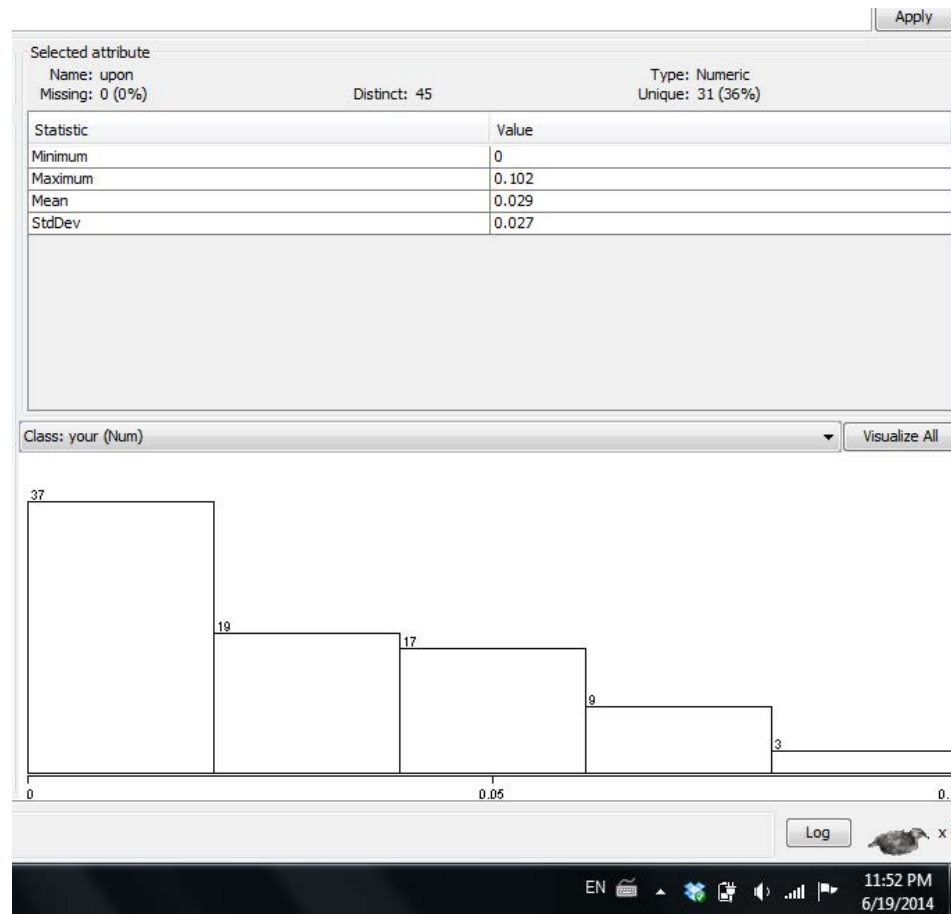 Apply
Selected attribute
Name: upon Type: Numeric
Missing: 0 (0%) Distinct: 45 Unique: 31 (36%)
Statistic Value
Minimum 0
Maximum 0.102
Mean 0.029
StdDev 0.027
Class: your (Num) Visualize All
37
19
17
9
3
0 0.05 0.
Log x
EN 11:52 PM
6/19/2014